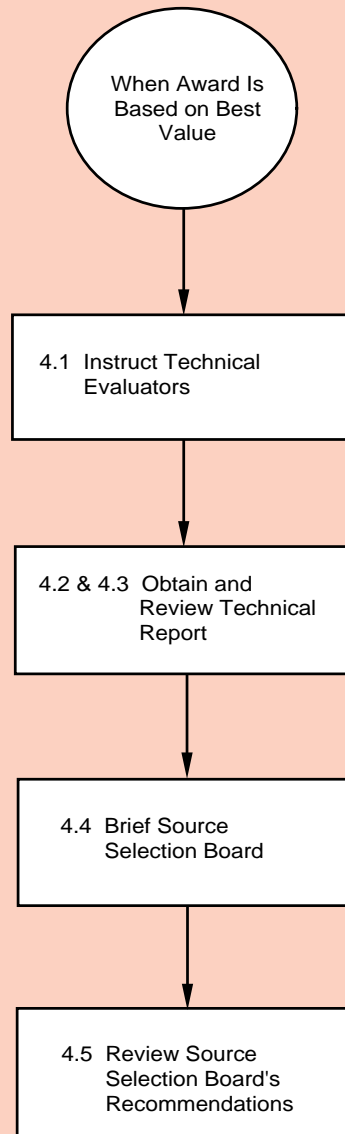 When Award Is
Based on Best
Value
4.1 Instruct Technical
Evaluators
4.2 & 4.3 Obtain and
Review Technical
Report
4.4 Brief Source
Selection Board
4.5 Review Source
Selection Board's
Recommendations